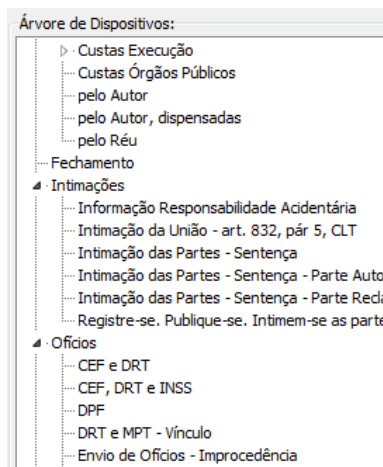 Árvore de Dispositivos:
Custas Execução
Custas Órgãos Públicos
pelo Autor
pelo Autor, dispensadas
pelo Réu
Fechamento
Intimações
Informação Responsabilidade Acidentária
Intimação da União - art. 832, pár 5, CLT
Intimação das Partes - Sentença
Intimação das Partes - Sentença - Parte Auto
Intimação das Partes - Sentença - Parte Recla
Registre-se. Publique-se. Intimem-se as parte
Ofícios
CEF e DRT
CEF, DRT e INSS
DPF
DRT e MPT - Vínculo
Envio de Ofícios - Improcedência